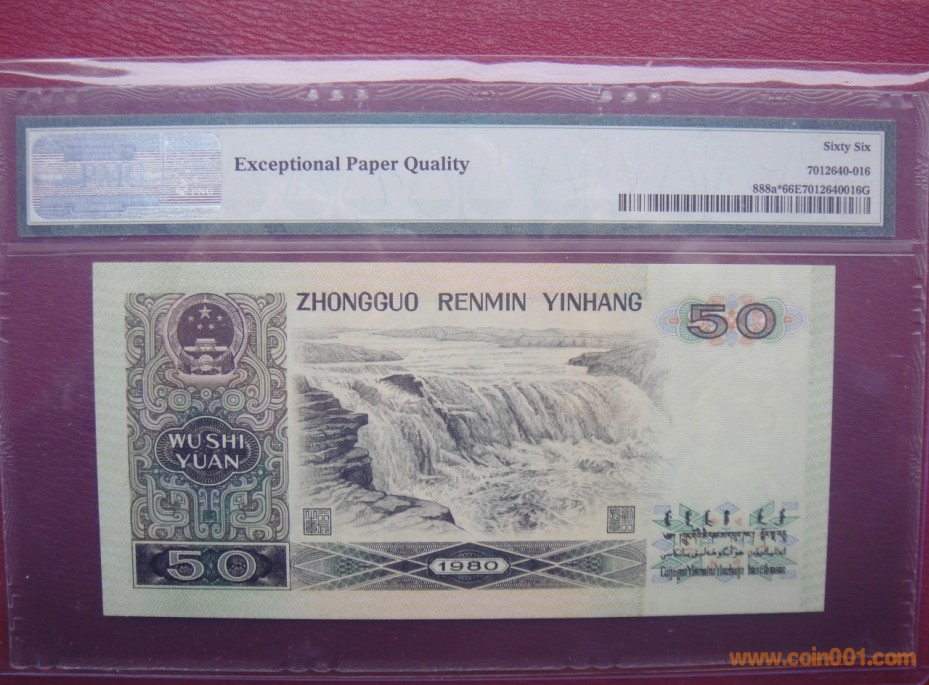 Sixty Six
Exceptional Paper Quality
7012640-016
888a*66E7012640016G
ZHONGGUO RENMIN YINHANG
50
WU SHI
YUAN
50
1980
www.coin001.com